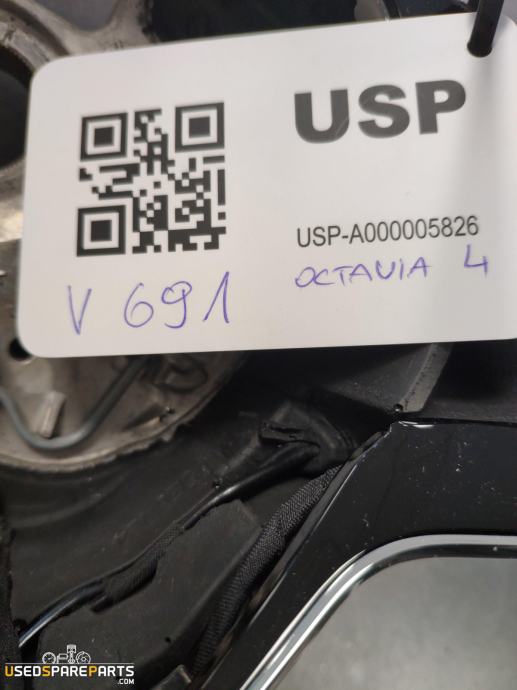 USP
USP-A000005826
V 691
OCTAVIA 4
USEDSPAREPARTS
.COM